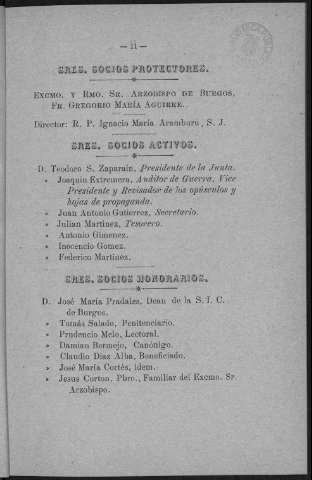 — 11 —
SRES. SOCIOS PROTECTORES.
EXCMO. Y RMO. SR. ARZOBISPO DE BURGOS,
FR. GREGORIO MARÍA AGUIRRE.
Director: R. P. Ignacio María Aramburu, S. J.
SRES. SOCIOS ACTIVOS.
D. Teodoro S. Zaparaín, Presidente de la Junta.
» Joaquin Extremera, Auditor de Guerra, Vice
Presidente y Revisador de los opúsculos y
hojas de propaganda.
» Juan Antonio Gutierrez, Secretario.
» Julian Martinez, Tesorero.
» Antonio Gimenez.
» Inocencio Gomez.
» Federico Martinez.
SRES. SOCIOS HONORARIOS.
D. José María Pradales, Dean de la S. I. C.
de Burgos.
» Tomás Salado, Penitenciario.
» Prudencio Melo, Lectoral.
» Damian Bermejo, Canónigo.
» Claudio Diaz Alba, Beneficiado.
» José María Cortés, idem.
» Jesus Corton, Pbro., Familiar del Excmo. Sr.
Arzobispo.